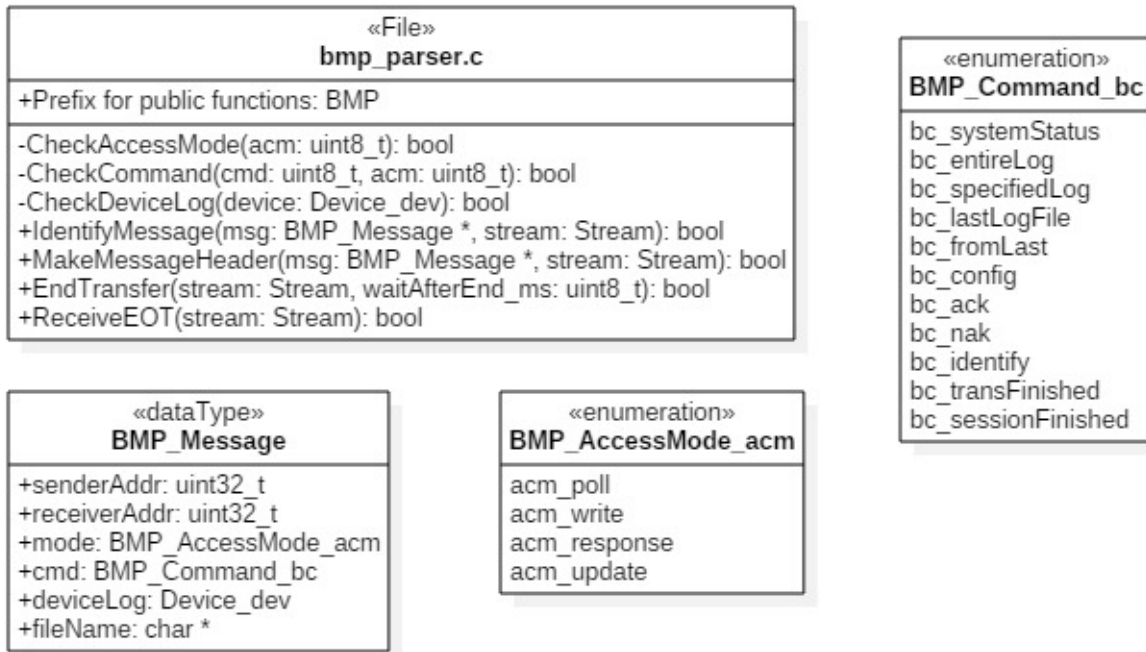 «File»
bmp_parser.c
+Prefix for public functions: BMP
-CheckAccessMode(acm: uint8_t): bool
-CheckCommand(cmd: uint8_t, acm: uint8_t): bool
-CheckDeviceLog(device: Device_dev): bool
+IdentifyMessage(msg: BMP_Message *, stream: Stream): bool
+MakeMessageHeader(msg: BMP_Message *, stream: Stream): bool
+EndTransfer(stream: Stream, waitAfterEnd_ms: uint8_t): bool
+ReceiveEOT(stream: Stream): bool
«enumeration»
BMP_Command_bc
bc_systemStatus
bc_entireLog
bc_specifiedLog
bc_lastLogFile
bc_fromLast
bc_config
bc_ack
bc_nak
bc_identify
bc_transFinished
bc_sessionFinished
«dataType»
BMP_Message
+senderAddr: uint32_t
+receiverAddr: uint32_t
+mode: BMP_AccessMode_acm
+cmd: BMP_Command_bc
+deviceLog: Device_dev
+fileName: char *
«enumeration»
BMP_AccessMode_acm
acm_poll
acm_write
acm_response
acm_update